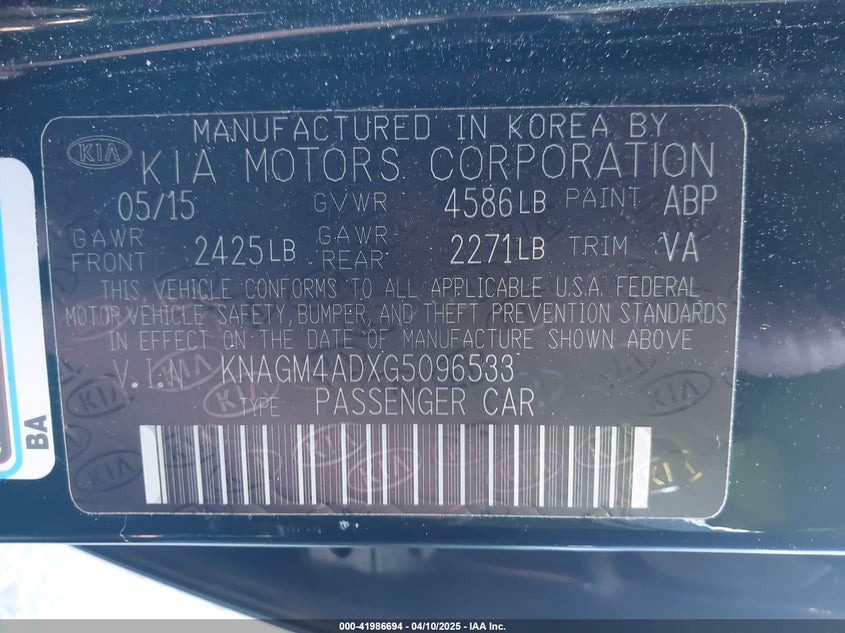 MANUFACTURED IN KOREA BY
KIA KIA MOTORS CORPORATION
05/15 GVWR 4586LB PAINT ABP
GAWR FRONT 2425LB GAWR REAR 2271LB TRIM VA
THIS VEHICLE CONFORMS TO ALL APPLICABLE U.S.A. FEDERAL
MOTOR VEHICLE SAFETY, BUMPER, AND THEFT PREVENTION STANDARDS
IN EFFECT ON THE DATE OF MANUFACTURE SHOWN ABOVE
V.I.N KNAGM4ADXG5096533
TYPE PASSENGER CAR
BA
000-41986694 - 04/10/2025 - IAA Inc.